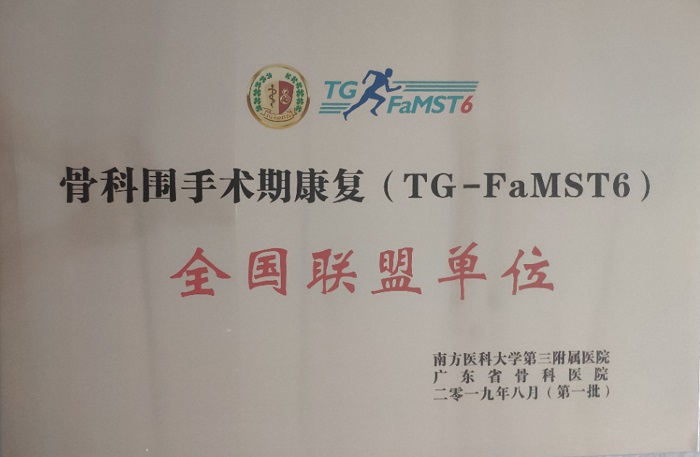 TG
FaMST6
骨科围手术期康复（TG-FaMST6）
全国联盟单位
南方医科大学第三附属医院
广东省骨科医院
二零一九年八月（第一批）